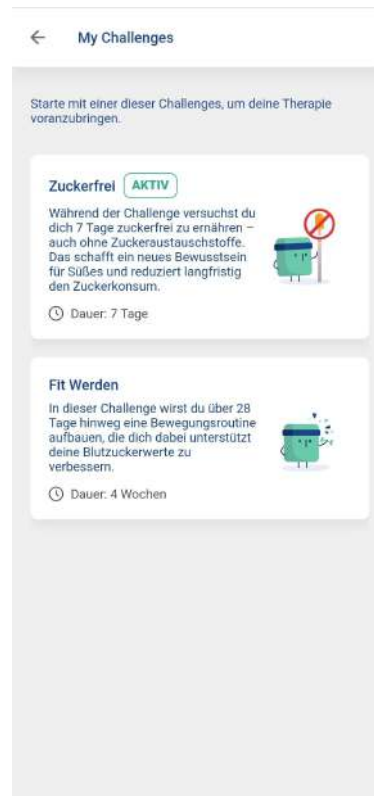 My Challenges
Starte mit einer dieser Challenges, um deine Therapie
voranzubringen.
Zuckerfrei AKTIV
Während der Challenge versuchst du
dich 7 Tage zuckerfrei zu ernähren –
auch ohne Zuckeraustauschstoffe.
Das schafft ein neues Bewusstsein
für Süßes und reduziert langfristig
den Zuckerkonsum.
Dauer: 7 Tage
Fit Werden
In dieser Challenge wirst du über 28
Tage hinweg eine Bewegungsroutine
aufbauen, die dich dabei unterstützt
deine Blutzuckerwerte zu
verbessern.
Dauer: 4 Wochen